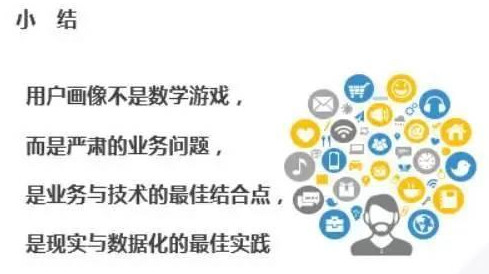 小 结
用户画像不是数学游戏，
而是严肃的业务问题，
是业务与技术的最佳结合点，
是现实与数据化的最佳实践